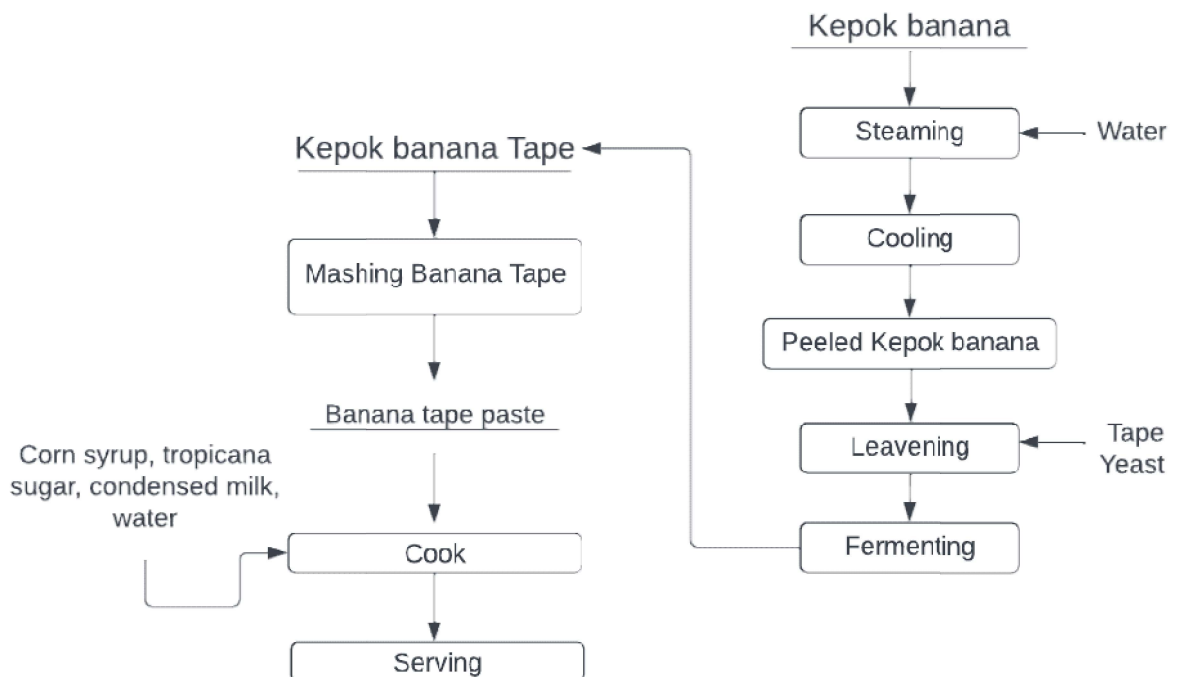 Kepok banana
Steaming
Water
Cooling
Peeled Kepok banana
Leavening
Tape
Yeast
Fermenting
Kepok banana Tape
Mashing Banana Tape
Banana tape paste
Corn syrup, tropicana
sugar, condensed milk,
water
Cook
Serving